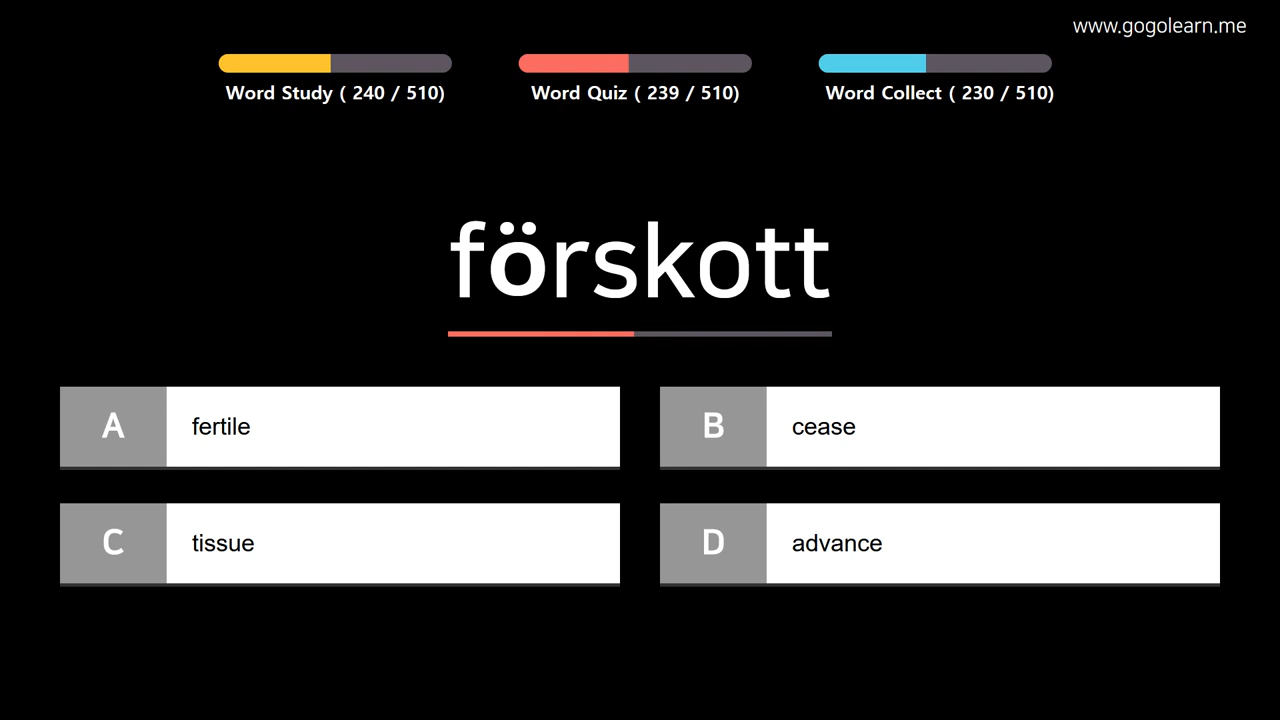 www.gogolearn.me
Word Study ( 240 / 510)
Word Quiz ( 239 / 510)
Word Collect ( 230 / 510)
förskott
A fertile
B cease
C tissue
D advance